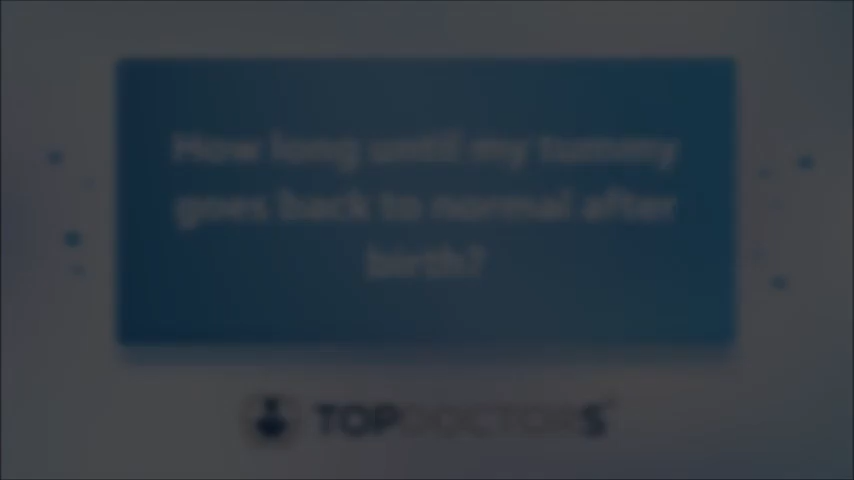 How long until my tummy
goes back to normal after
birth?
TOPDOCTORS